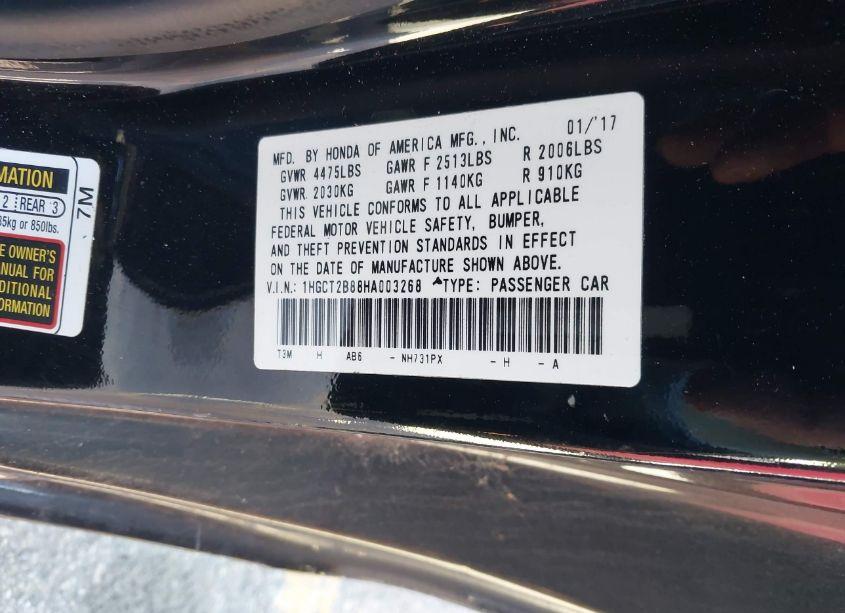 MATION
2 REAR 3
85kg or 850lbs.
E OWNER'S
ANUAL FOR
DITIONAL
FORMATION
7M
MFD. BY HONDA OF AMERICA MFG., INC. 01/'17
GVWR 4475LBS GAWR F 2513LBS R 2006LBS
GVWR 2030KG GAWR F 1140KG R 910KG
THIS VEHICLE CONFORMS TO ALL APPLICABLE
FEDERAL MOTOR VEHICLE SAFETY, BUMPER,
AND THEFT PREVENTION STANDARDS IN EFFECT
ON THE DATE OF MANUFACTURE SHOWN ABOVE.
V.I.N.: 1HGCT2B88HA003268 TYPE: PASSENGER CAR
T3M H AB6 - NH731PX - H - A